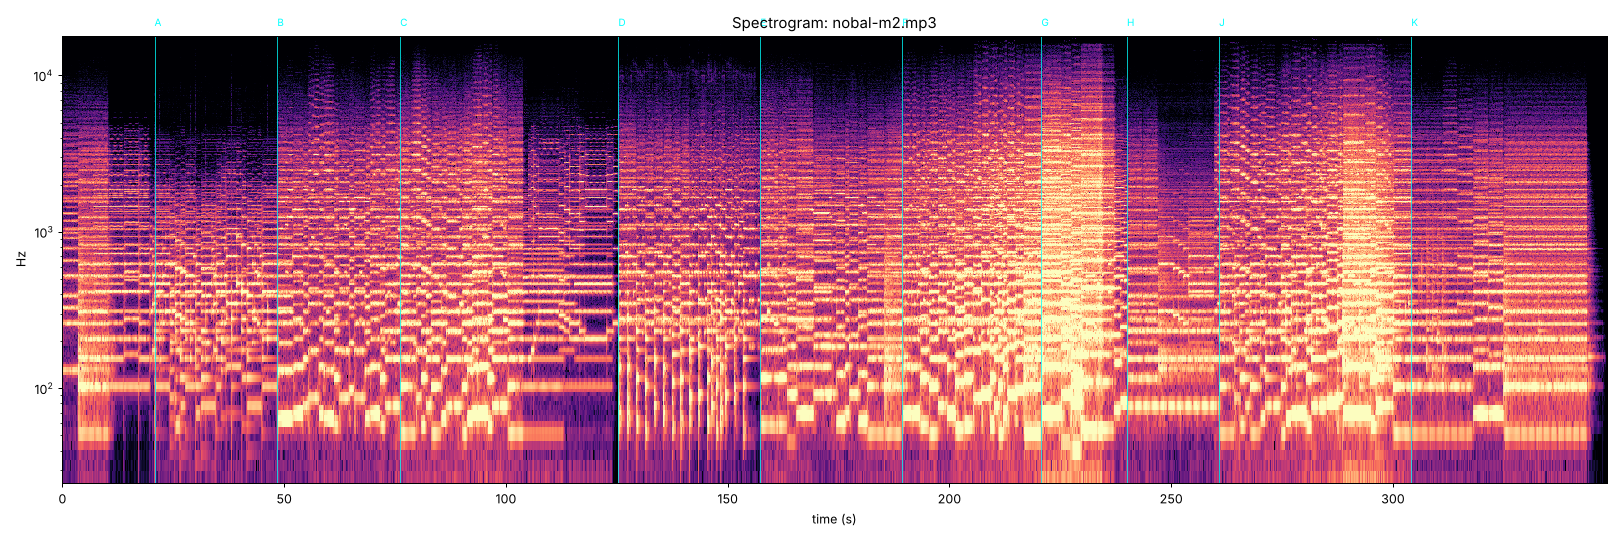 A B C D G H J K
Spectrogram: nobal-m2.mp3
10⁴
10³
Hz
10²
0 50 100 150 200 250 300
time (s)